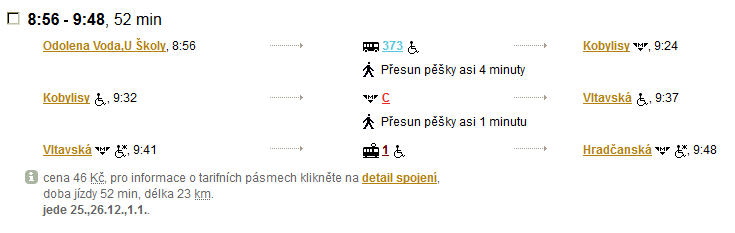 8:56 - 9:48, 52 min
Odolena Voda,U Školy, 8:56 373 Kobylisy , 9:24
Přesun pěšky asi 4 minuty
Kobylisy , 9:32 C Vltavská , 9:37
Přesun pěšky asi 1 minutu
Vltavská , 9:41 1 Hradčanská , 9:48
cena 46 Kč, pro informace o tarifních pásmech klikněte na detail spojení,
doba jízdy 52 min, délka 23 km.
jede 25.,26.12.,1.1..